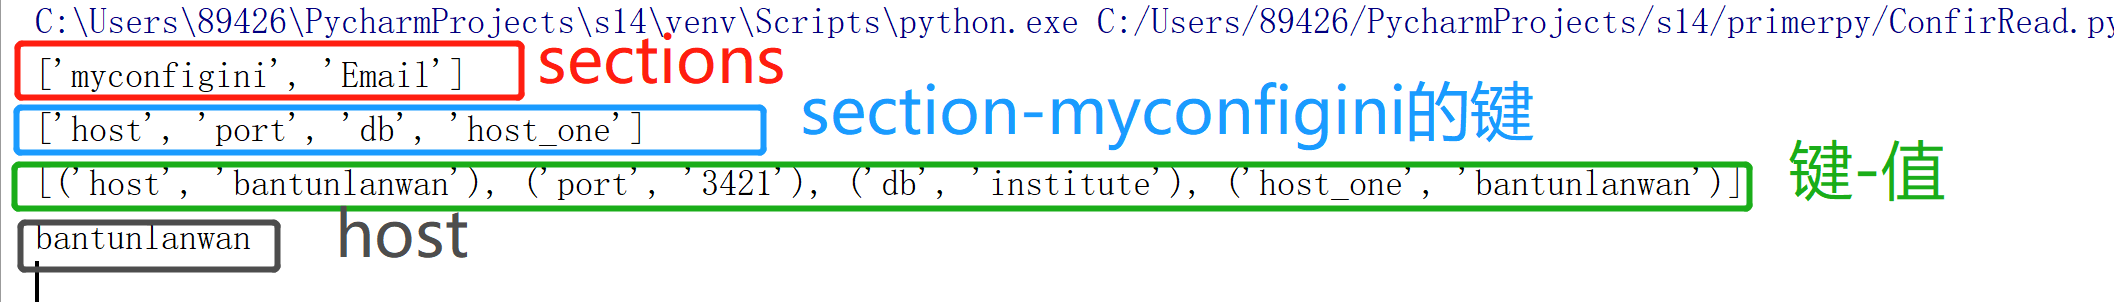 C:\Users\89426\PycharmProjects\s14\venv\Scripts\python.exe C:/Users/89426/PycharmProjects/s14/primerpy/ConfirRead.py
['myconfigini', 'Email'] sections
['host', 'port', 'db', 'host_one'] section-myconfigini的键
[('host', 'bantunlanwan'), ('port', '3421'), ('db', 'institute'), ('host_one', 'bantunlanwan')] 键-值
bantunlanwan host